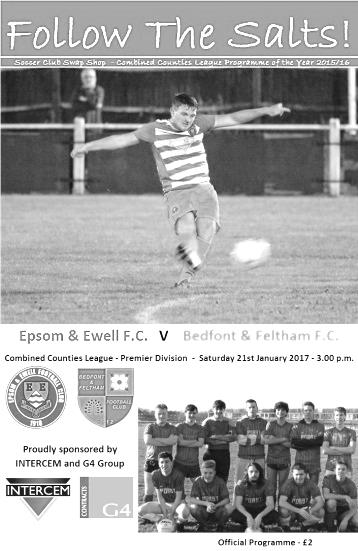 Follow The Salts!
Soccer Club Swap Shop - Combined Counties League Programme of the Year 2015/16
Epsom & Ewell F.C. V Bedfont & Feltham F.C.
Combined Counties League - Premier Division - Saturday 21st January 2017 - 3.00 p.m.
EPSOM & EWELL FOOTBALL CLUB
E E
1918
BEDFONT & FELTHAM
FOOTBALL CLUB
Proudly sponsored by
INTERCEM and G4 Group
INTERCEM
CONTRACTS
G4
Official Programme - £2